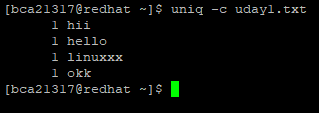 [bca21317@redhat ~]$ uniq -c uday1.txt
1 hii
1 hello
1 linuxxx
1 okk
[bca21317@redhat ~]$